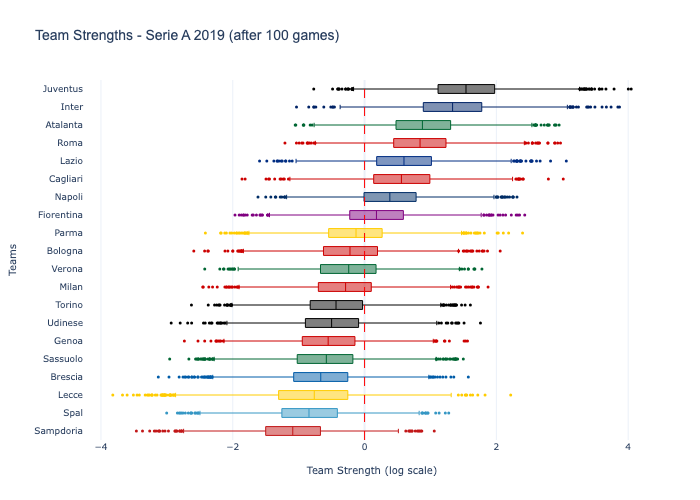 Team Strengths - Serie A 2019 (after 100 games)
Juventus
Inter
Atalanta
Roma
Lazio
Cagliari
Napoli
Fiorentina
Parma
Bologna
Verona
Milan
Torino
Udinese
Genoa
Sassuolo
Brescia
Lecce
Spal
Sampdoria
Teams
−4 −2 0 2 4
Team Strength (log scale)